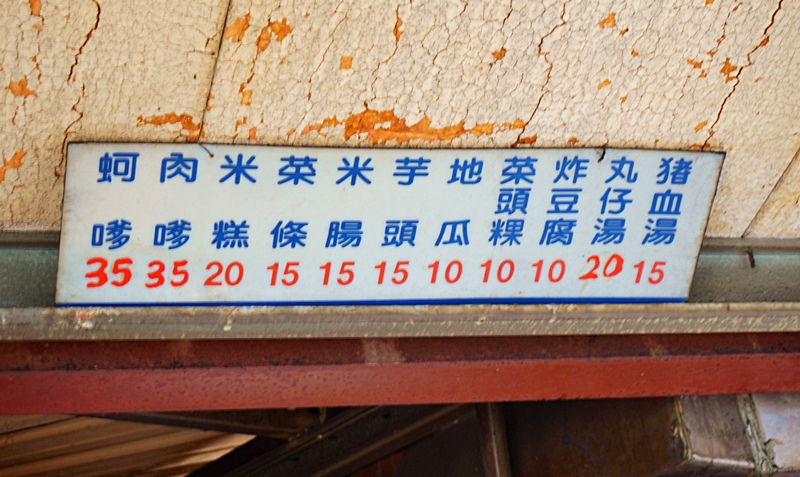 蚵嗲 35
肉嗲 35
米糕 20
菜條 15
米腸 15
芋頭 15
地瓜 10
菜頭粿 10
炸豆腐 10
丸仔湯 20
猪血湯 15